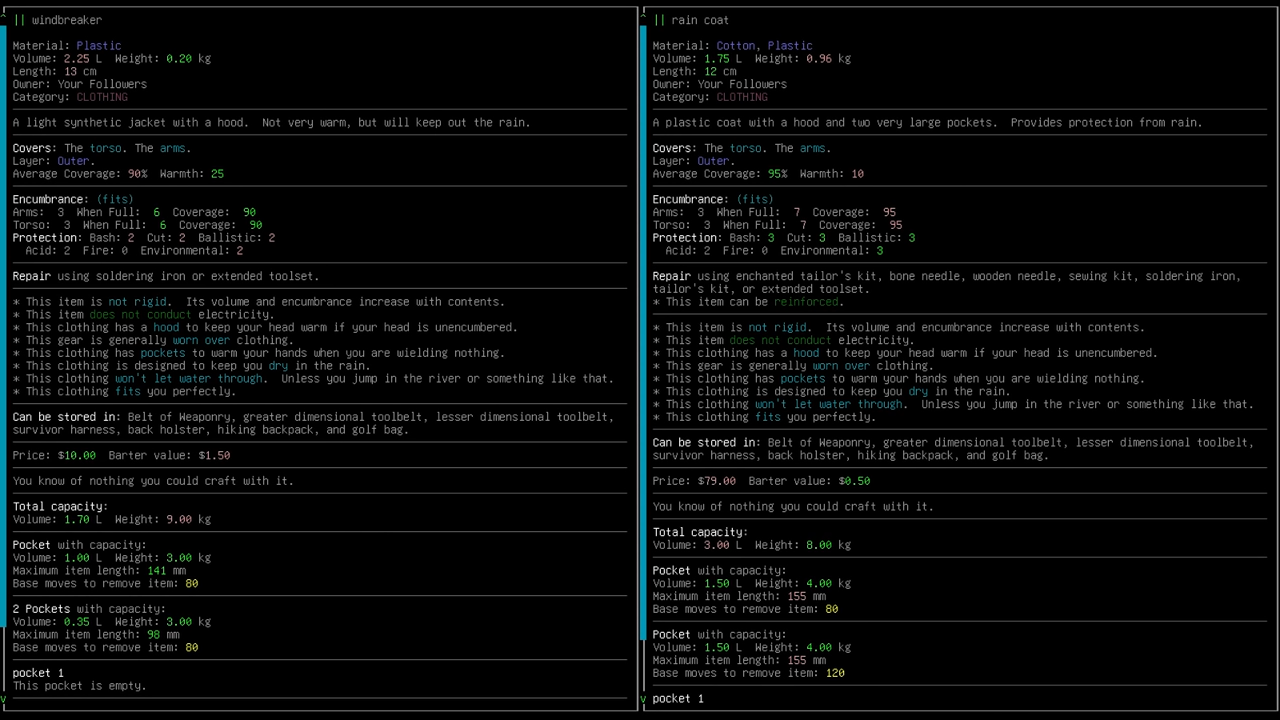 || windbreaker
Material: Plastic
Volume: 2.25 L  Weight: 0.20 kg
Length: 13 cm
Owner: Your Followers
Category: CLOTHING
A light synthetic jacket with a hood.  Not very warm, but will keep out the rain.
Covers: The torso. The arms.
Layer: Outer.
Average Coverage: 90%  Warmth: 25
Encumbrance: (fits)
Arms:  3  When Full:  6  Coverage:  90
Torso:  3  When Full:  6  Coverage:  90
Protection: Bash: 2  Cut: 2  Ballistic: 2
Acid: 2  Fire: 0  Environmental: 2
Repair using soldering iron or extended toolset.
* This item is not rigid.  Its volume and encumbrance increase with contents.
* This item does not conduct electricity.
* This clothing has a hood to keep your head warm if your head is unencumbered.
* This gear is generally worn over clothing.
* This clothing has pockets to warm your hands when you are wielding nothing.
* This clothing is designed to keep you dry in the rain.
* This clothing won't let water through.  Unless you jump in the river or something like that.
* This clothing fits you perfectly.
Can be stored in: Belt of Weaponry, greater dimensional toolbelt, lesser dimensional toolbelt,
survivor harness, back holster, hiking backpack, and golf bag.
Price: $10.00  Barter value: $1.50
You know of nothing you could craft with it.
Total capacity:
Volume: 1.70 L  Weight: 9.00 kg
Pocket with capacity:
Volume: 1.00 L  Weight: 3.00 kg
Maximum item length: 141 mm
Base moves to remove item: 80
2 Pockets with capacity:
Volume: 0.35 L  Weight: 3.00 kg
Maximum item length: 98 mm
Base moves to remove item: 80
pocket 1
This pocket is empty.
|| rain coat
Material: Cotton, Plastic
Volume: 1.75 L  Weight: 0.96 kg
Length: 12 cm
Owner: Your Followers
Category: CLOTHING
A plastic coat with a hood and two very large pockets.  Provides protection from rain.
Covers: The torso. The arms.
Layer: Outer.
Average Coverage: 95%  Warmth: 10
Encumbrance: (fits)
Arms:  3  When Full:  7  Coverage:  95
Torso:  3  When Full:  7  Coverage:  95
Protection: Bash: 3  Cut: 3  Ballistic: 3
Acid: 2  Fire: 0  Environmental: 3
Repair using enchanted tailor's kit, bone needle, wooden needle, sewing kit, soldering iron,
tailor's kit, or extended toolset.
* This item can be reinforced.
* This item is not rigid.  Its volume and encumbrance increase with contents.
* This item does not conduct electricity.
* This clothing has a hood to keep your head warm if your head is unencumbered.
* This gear is generally worn over clothing.
* This clothing has pockets to warm your hands when you are wielding nothing.
* This clothing is designed to keep you dry in the rain.
* This clothing won't let water through.  Unless you jump in the river or something like that.
* This clothing fits you perfectly.
Can be stored in: Belt of Weaponry, greater dimensional toolbelt, lesser dimensional toolbelt,
survivor harness, back holster, hiking backpack, and golf bag.
Price: $79.00  Barter value: $0.50
You know of nothing you could craft with it.
Total capacity:
Volume: 3.00 L  Weight: 8.00 kg
Pocket with capacity:
Volume: 1.50 L  Weight: 4.00 kg
Maximum item length: 155 mm
Base moves to remove item: 80
Pocket with capacity:
Volume: 1.50 L  Weight: 4.00 kg
Maximum item length: 155 mm
Base moves to remove item: 120
pocket 1